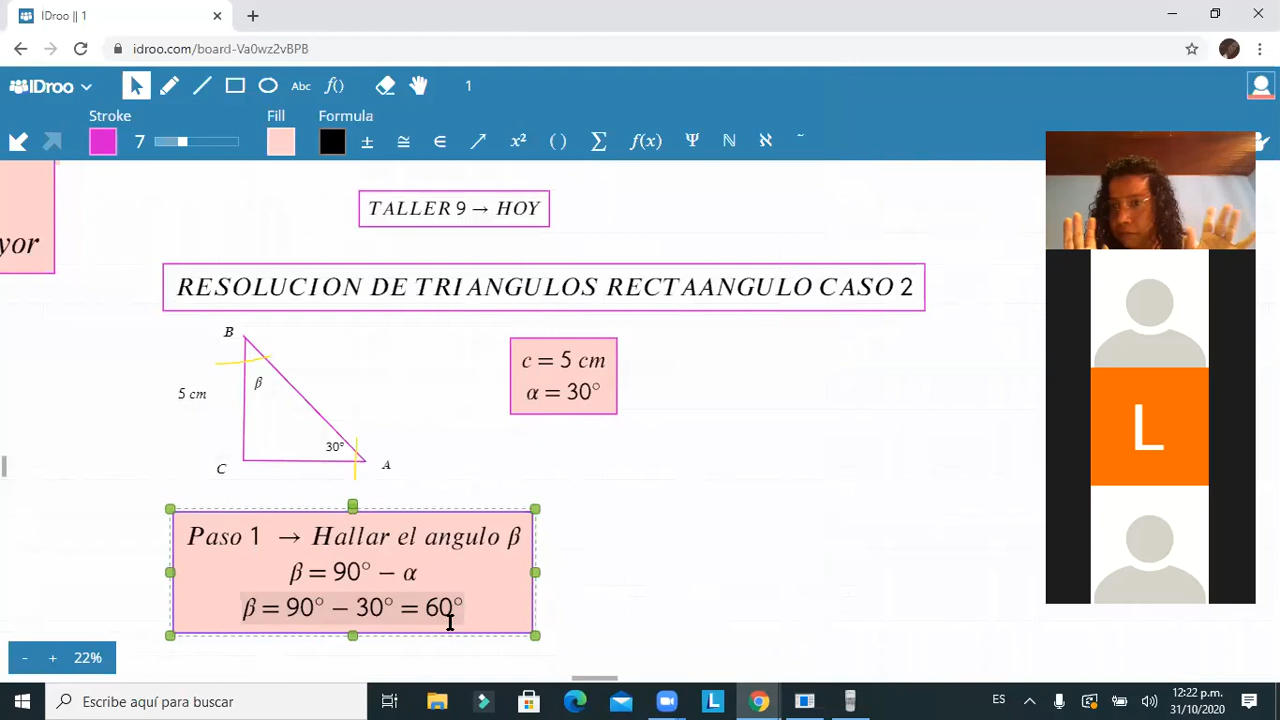 IDroo || 1
idroo.com/board-Va0wz2vBPB
IDroo
Abc
f()
1
Stroke
Fill
Formula
7
± ≅ ∈ ↗ x² ( ) ∑ f(x) Ψ ℕ ℵ ~
yor
TALLER 9 → HOY
RESOLUCION DE TRIANGULOS RECTAANGULO CASO 2
B
β
5 cm
30°
C
A
c = 5 cm
α = 30°
L
Paso 1 → Hallar el angulo β
β = 90° − α
β = 90° − 30° = 60°
- + 22%
Escribe aquí para buscar
L
ES
12:22 p.m.
31/10/2020